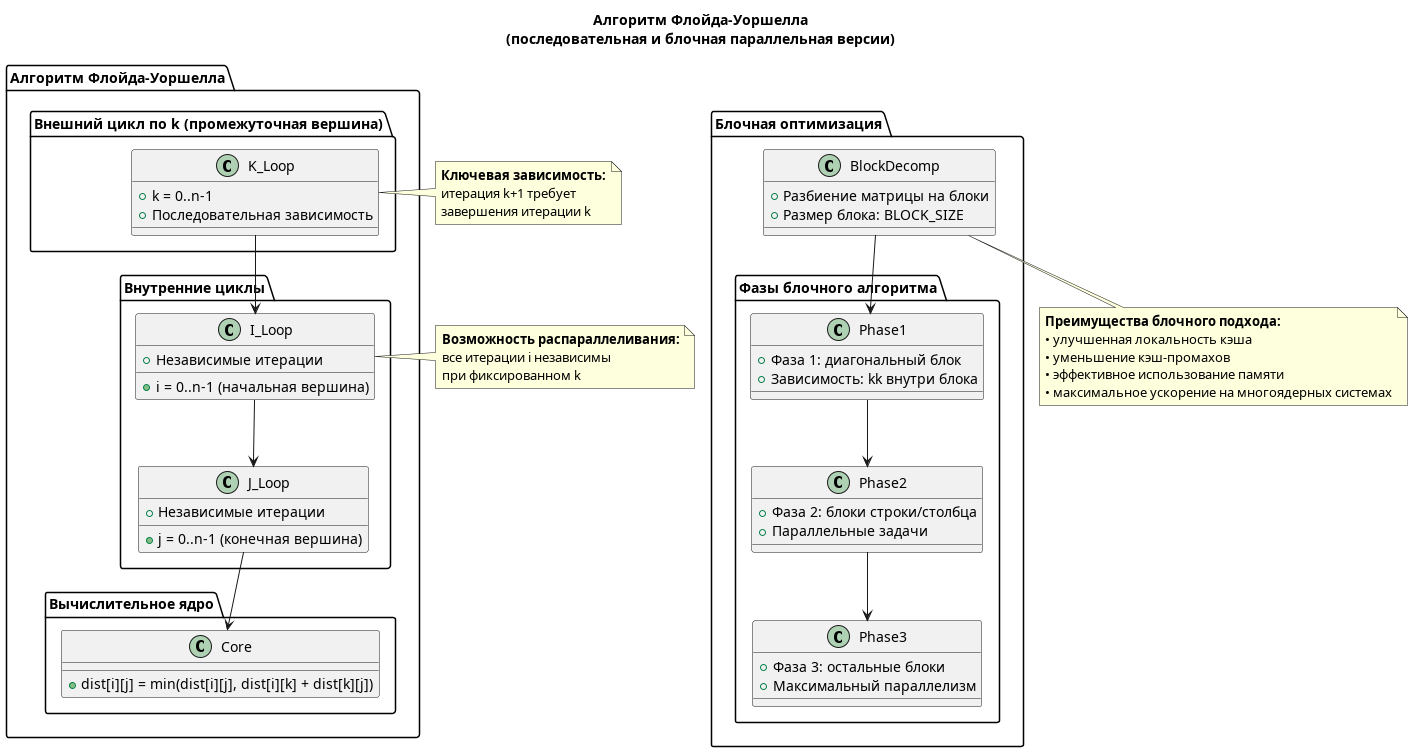 Алгоритм Флойда-Уоршелла
(последовательная и блочная параллельная версии)
Алгоритм Флойда-Уоршелла
Внешний цикл по k (промежуточная вершина)
C K_Loop
k = 0..n-1
Последовательная зависимость
Ключевая зависимость:
итерация k+1 требует
завершения итерации k
Внутренние циклы
C I_Loop
Независимые итерации
i = 0..n-1 (начальная вершина)
Возможность распараллеливания:
все итерации i независимы
при фиксированном k
C J_Loop
Независимые итерации
j = 0..n-1 (конечная вершина)
Вычислительное ядро
C Core
dist[i][j] = min(dist[i][j], dist[i][k] + dist[k][j])
Блочная оптимизация
C BlockDecomp
Разбиение матрицы на блоки
Размер блока: BLOCK_SIZE
Фазы блочного алгоритма
C Phase1
Фаза 1: диагональный блок
Зависимость: kk внутри блока
Преимущества блочного подхода:
• улучшенная локальность кэша
• уменьшение кэш-промахов
• эффективное использование памяти
• максимальное ускорение на многоядерных системах
C Phase2
Фаза 2: блоки строки/столбца
Параллельные задачи
C Phase3
Фаза 3: остальные блоки
Максимальный параллелизм